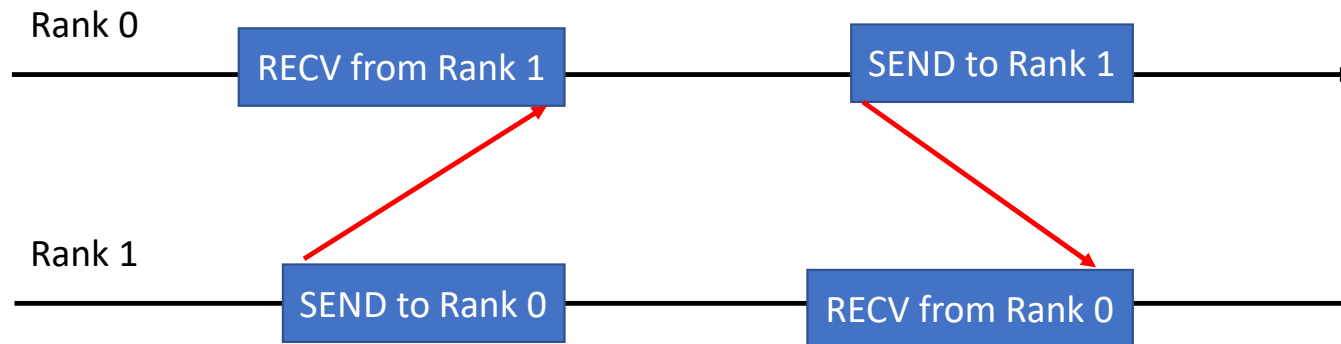 Rank 0
RECV from Rank 1
SEND to Rank 1
Rank 1
SEND to Rank 0
RECV from Rank 0